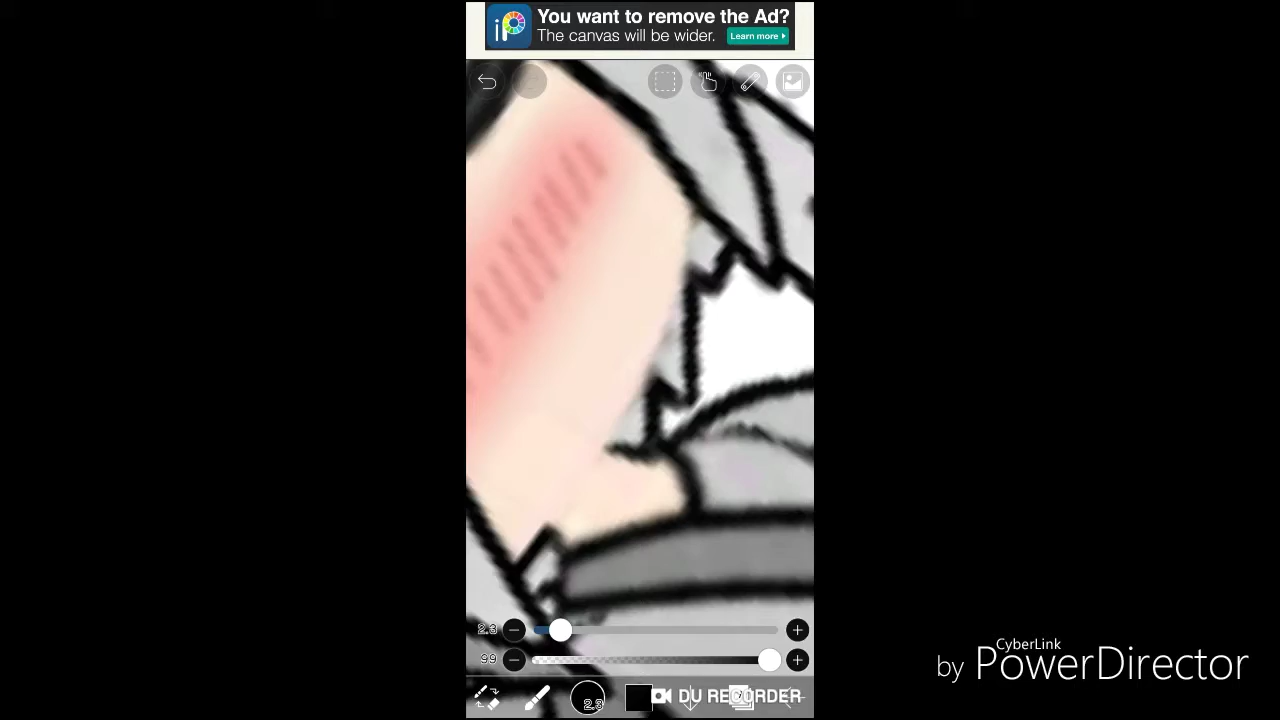 iP
You want to remove the Ad?
The canvas will be wider.
Learn more
2.3
99
2.3
DU RECORDER
CyberLink
by PowerDirector